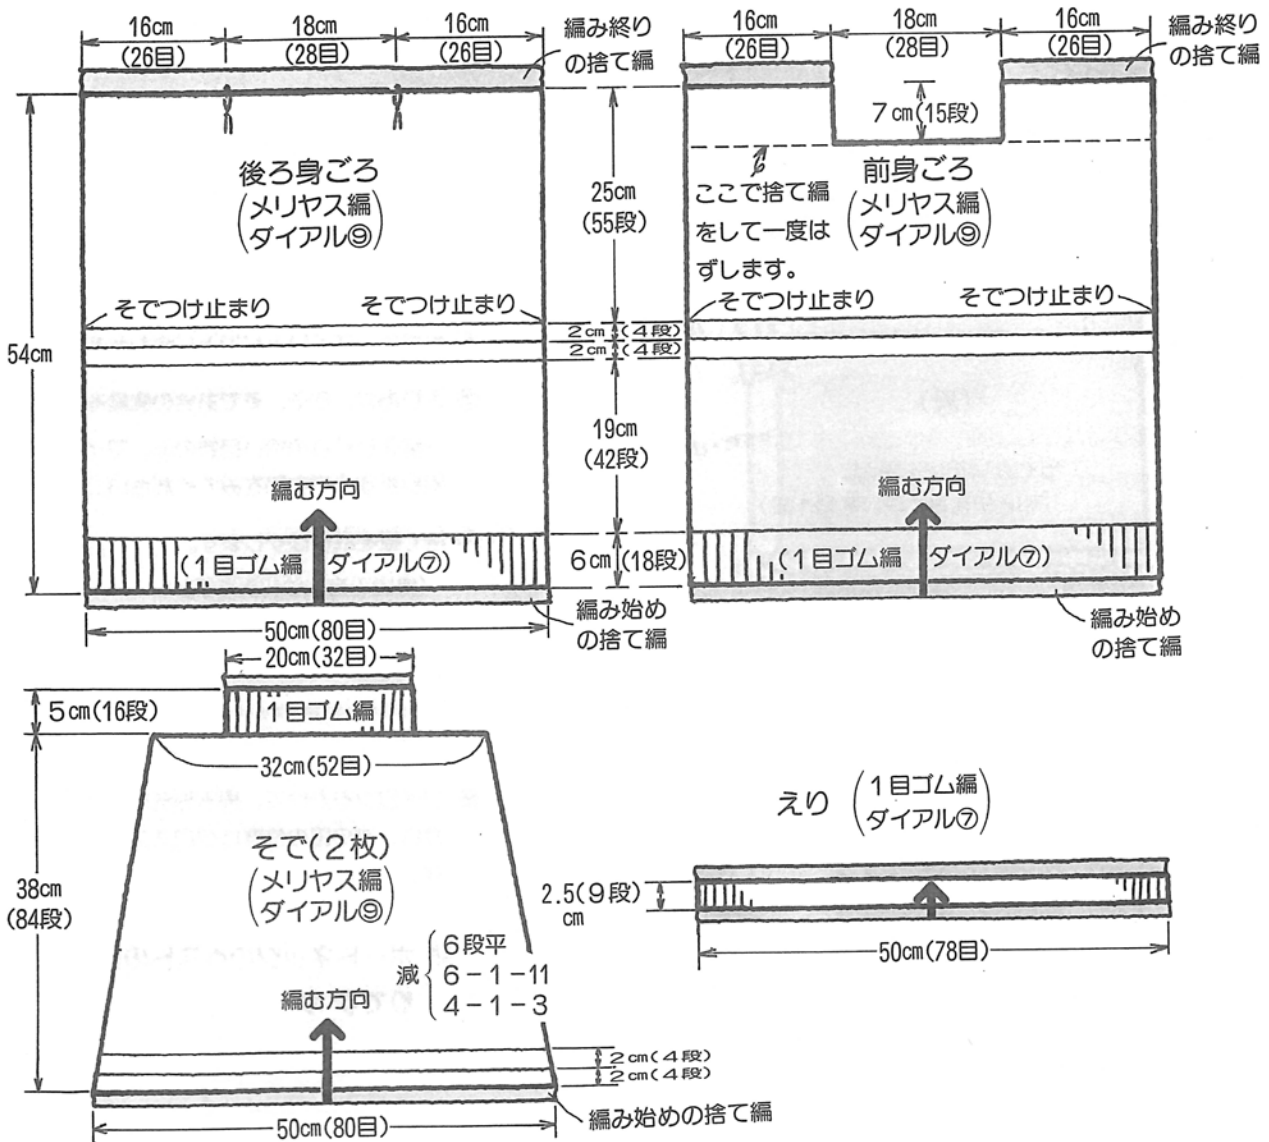 16cm
(26目)
18cm
(28目)
16cm
(26目)
編み終り
の捨て編
54cm
後ろ身ごろ
(メリヤス編
ダイアル⑨)
そでつけ止まり
そでつけ止まり
編む方向
(1目ゴム編 ダイアル⑦)
50cm(80目)
編み始め
の捨て編
25cm
(55段)
2cm(4段)
2cm(4段)
19cm
(42段)
6cm(18段)
16cm
(26目)
18cm
(28目)
16cm
(26目)
編み終り
の捨て編
7cm(15段)
前身ごろ
(メリヤス編
ダイアル⑨)
ここで捨て編
をして一度は
ずします。
そでつけ止まり
そでつけ止まり
編む方向
(1目ゴム編 ダイアル⑦)
編み始め
の捨て編
20cm(32目)
5cm(16段)
1目ゴム編
32cm(52目)
38cm
(84段)
そで(2枚)
(メリヤス編
ダイアル⑨)
減
6段平
6-1-11
4-1-3
編む方向
2cm(4段)
2cm(4段)
編み始めの捨て編
50cm(80目)
えり (1目ゴム編
ダイアル⑦)
2.5(9段)
cm
50cm(78目)